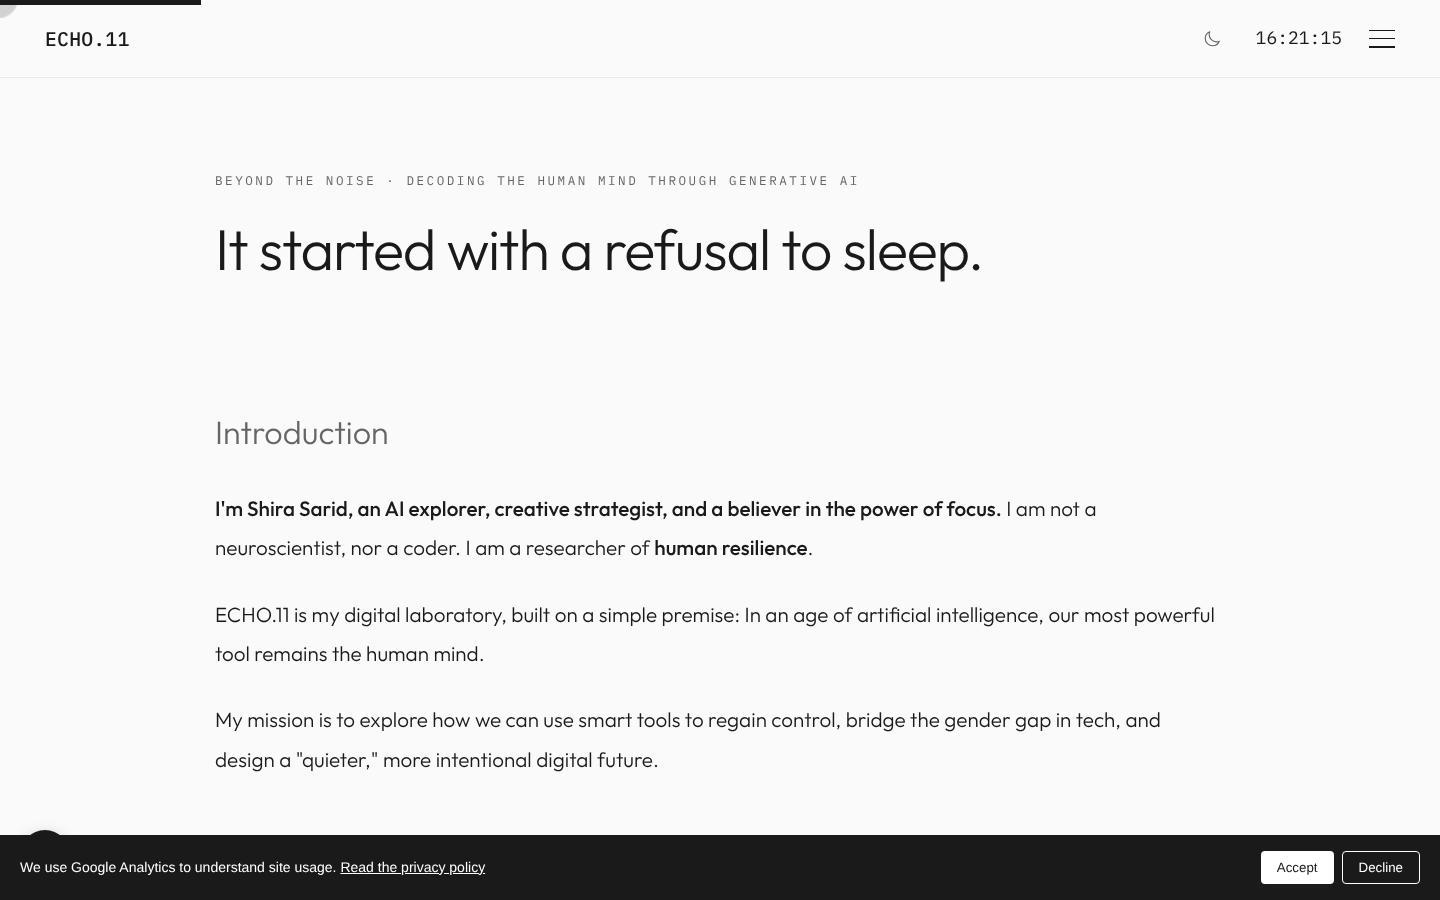 ECHO.11
16:21:15
BEYOND THE NOISE · DECODING THE HUMAN MIND THROUGH GENERATIVE AI
It started with a refusal to sleep.
Introduction
I'm Shira Sarid, an AI explorer, creative strategist, and a believer in the power of focus. I am not a
neuroscientist, nor a coder. I am a researcher of human resilience.
ECHO.11 is my digital laboratory, built on a simple premise: In an age of artificial intelligence, our most powerful
tool remains the human mind.
My mission is to explore how we can use smart tools to regain control, bridge the gender gap in tech, and
design a "quieter," more intentional digital future.
We use Google Analytics to understand site usage. Read the privacy policy
Accept
Decline